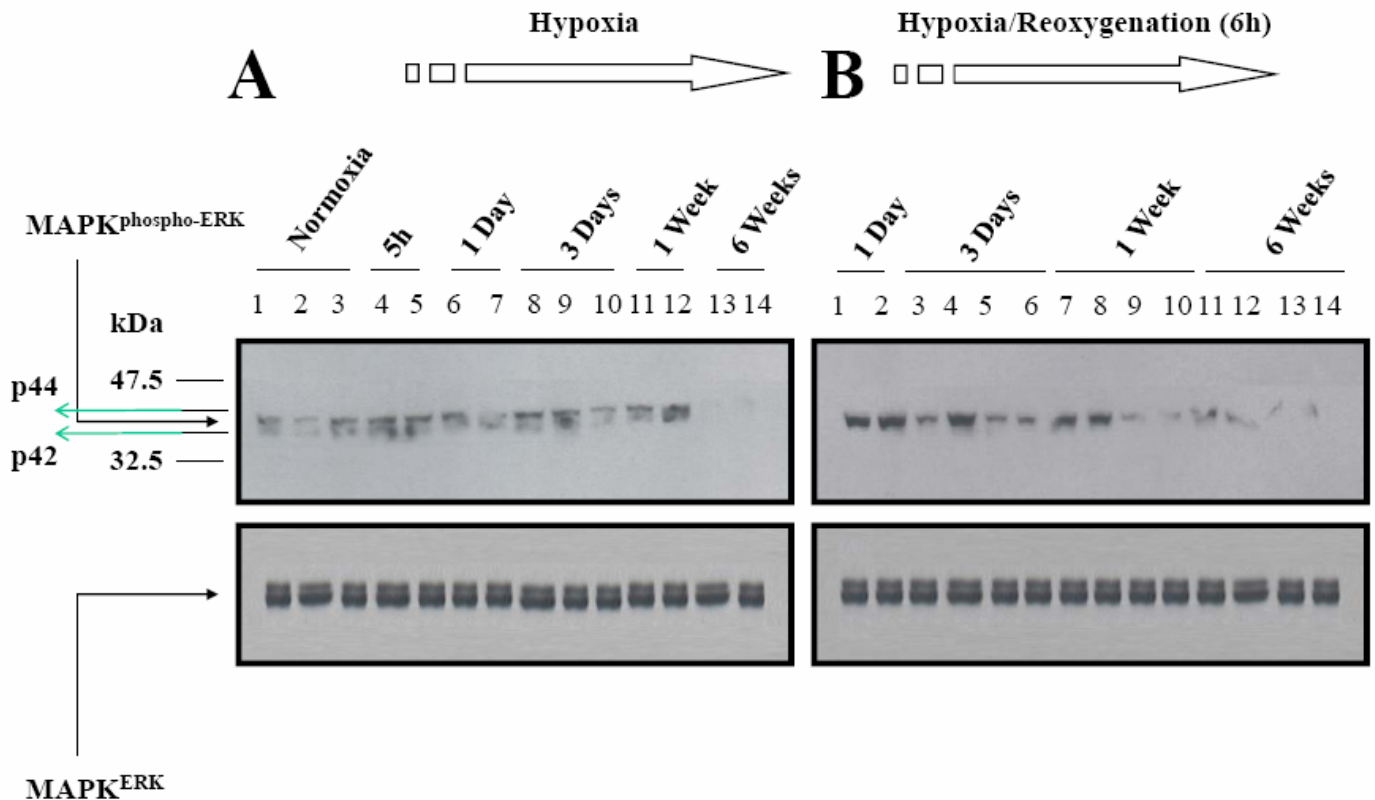 Hypoxia
Hypoxia/Reoxygenation (6h)
A
B
Normoxia
5h
1 Day
3 Days
1 Week
6 Weeks
1 Day
3 Days
1 Week
6 Weeks
MAPKphospho-ERK
1 2 3 4 5 6 7 8 9 10 11 12 13 14
1 2 3 4 5 6 7 8 9 10 11 12 13 14
kDa
p44
47.5
p42
32.5
MAPKERK